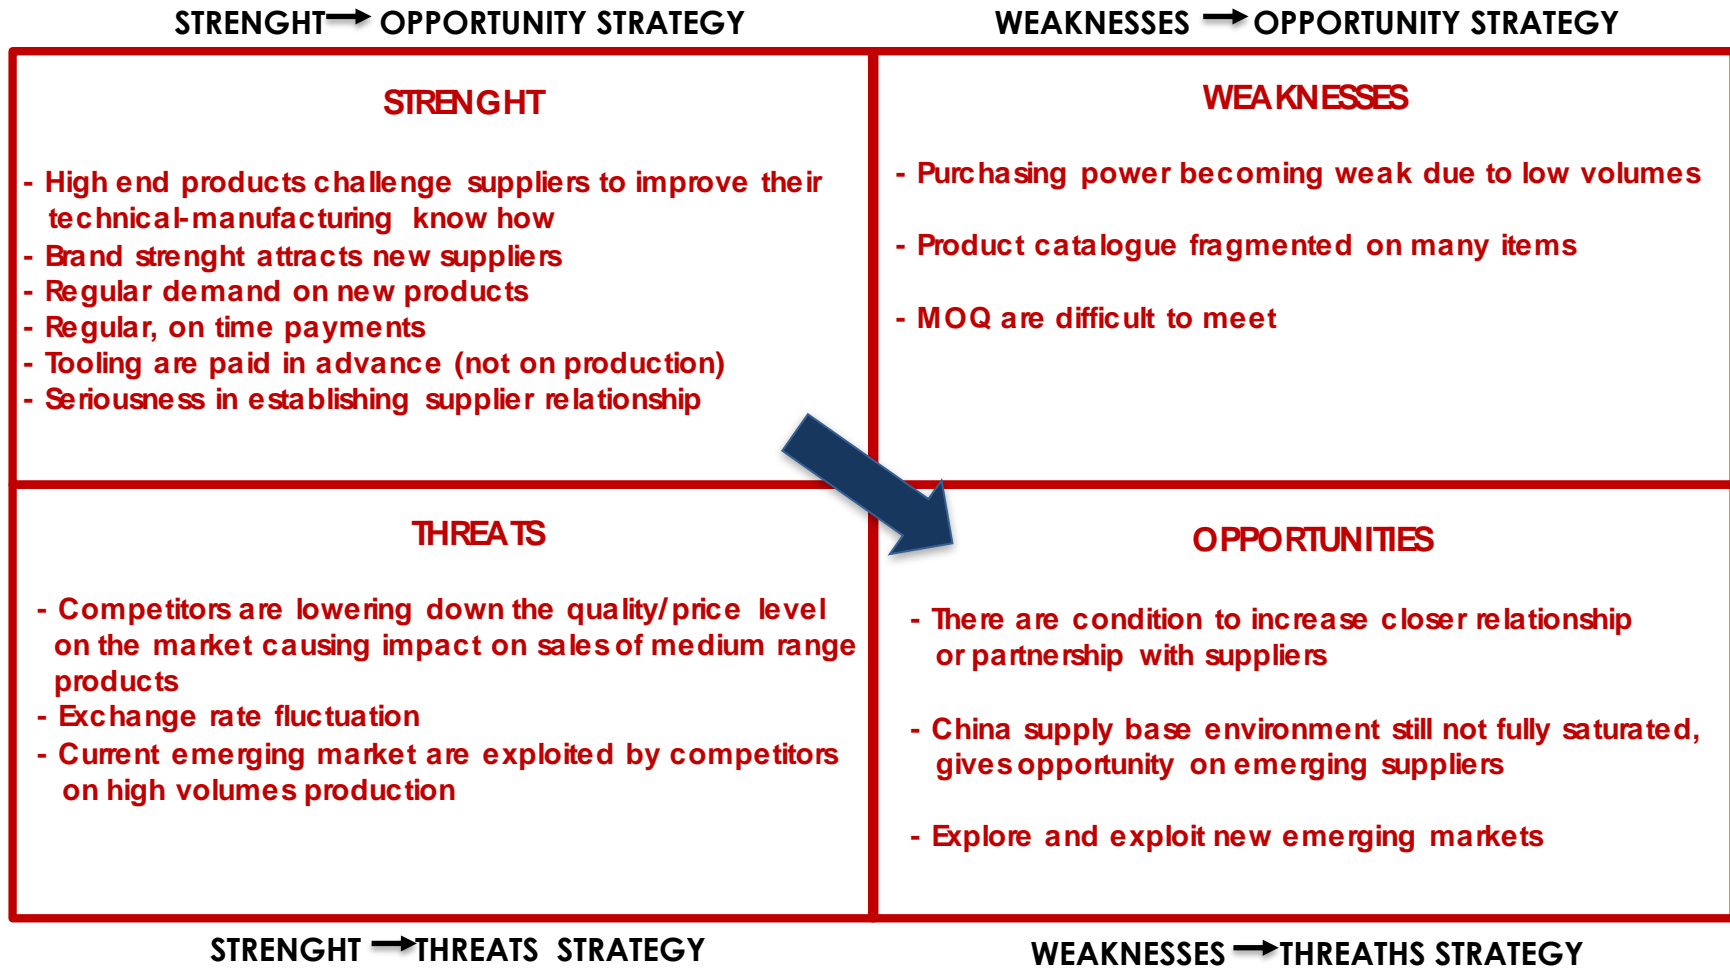 STRENGHT → OPPORTUNITY STRATEGY
WEAKNESSES → OPPORTUNITY STRATEGY
STRENGHT
- High end products challenge suppliers to improve their
technical-manufacturing know how
- Brand strenght attracts new suppliers
- Regular demand on new products
- Regular, on time payments
- Tooling are paid in advance (not on production)
- Seriousness in establishing supplier relationship
WEAKNESSES
- Purchasing power becoming weak due to low volumes
- Product catalogue fragmented on many items
- MOQ are difficult to meet
THREATS
- Competitors are lowering down the quality/price level
on the market causing impact on sales of medium range
products
- Exchange rate fluctuation
- Current emerging market are exploited by competitors
on high volumes production
OPPORTUNITIES
- There are condition to increase closer relationship
or partnership with suppliers
- China supply base environment still not fully saturated,
gives opportunity on emerging suppliers
- Explore and exploit new emerging markets
STRENGHT → THREATS STRATEGY
WEAKNESSES → THREATHS STRATEGY